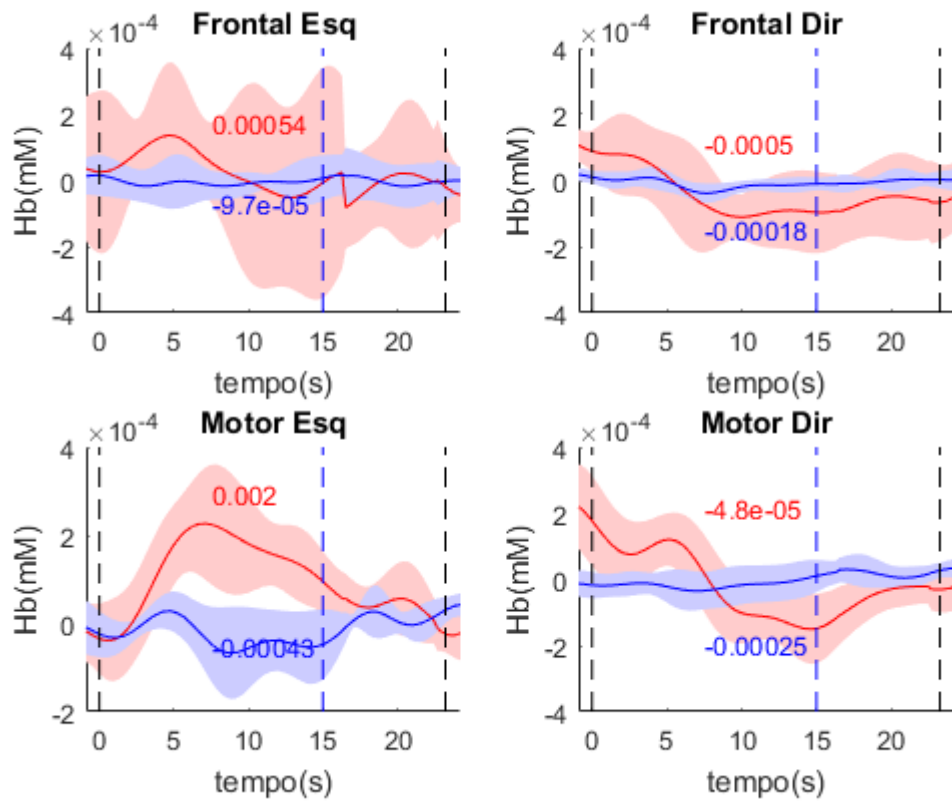 Frontal Esq
×10⁻⁴
4
2
0
-2
-4
Hb(mM)
0.00054
-9.7e-05
0 5 10 15 20
tempo(s)
Frontal Dir
×10⁻⁴
4
2
0
-2
-4
Hb(mM)
-0.0005
-0.00018
0 5 10 15 20
tempo(s)
Motor Esq
×10⁻⁴
4
2
0
-2
Hb(mM)
0.002
-0.00043
0 5 10 15 20
tempo(s)
Motor Dir
×10⁻⁴
4
2
0
-2
-4
Hb(mM)
-4.8e-05
-0.00025
0 5 10 15 20
tempo(s)